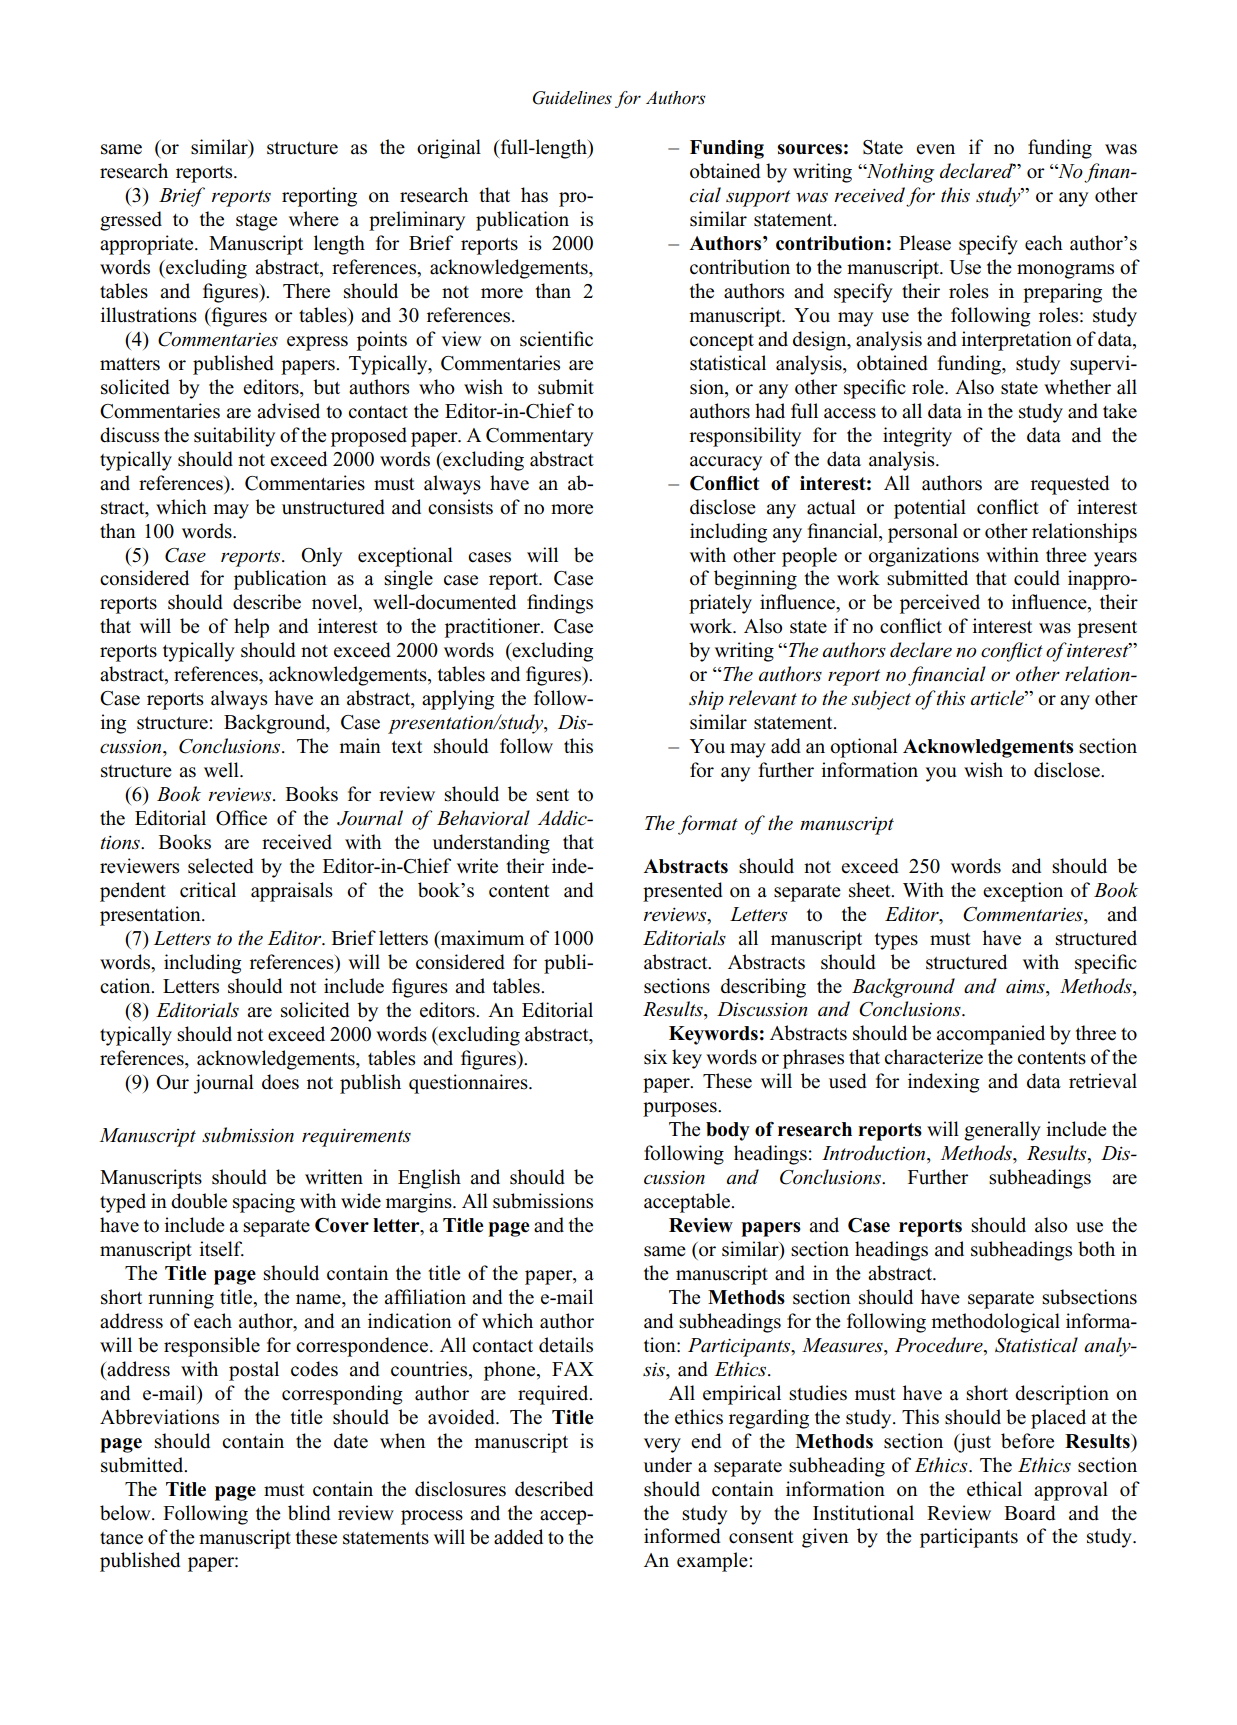 Guidelines for Authors
same (or similar) structure as the original (full-length)
research reports.
(3) Brief reports reporting on research that has pro-
gressed to the stage where a preliminary publication is
appropriate. Manuscript length for Brief reports is 2000
words (excluding abstract, references, acknowledgements,
tables and figures). There should be not more than 2
illustrations (figures or tables) and 30 references.
(4) Commentaries express points of view on scientific
matters or published papers. Typically, Commentaries are
solicited by the editors, but authors who wish to submit
Commentaries are advised to contact the Editor-in-Chief to
discuss the suitability of the proposed paper. A Commentary
typically should not exceed 2000 words (excluding abstract
and references). Commentaries must always have an ab-
stract, which may be unstructured and consists of no more
than 100 words.
(5) Case reports. Only exceptional cases will be
considered for publication as a single case report. Case
reports should describe novel, well-documented findings
that will be of help and interest to the practitioner. Case
reports typically should not exceed 2000 words (excluding
abstract, references, acknowledgements, tables and figures).
Case reports always have an abstract, applying the follow-
ing structure: Background, Case presentation/study, Dis-
cussion, Conclusions. The main text should follow this
structure as well.
(6) Book reviews. Books for review should be sent to
the Editorial Office of the Journal of Behavioral Addic-
tions. Books are received with the understanding that
reviewers selected by the Editor-in-Chief write their inde-
pendent critical appraisals of the book’s content and
presentation.
(7) Letters to the Editor. Brief letters (maximum of 1000
words, including references) will be considered for publi-
cation. Letters should not include figures and tables.
(8) Editorials are solicited by the editors. An Editorial
typically should not exceed 2000 words (excluding abstract,
references, acknowledgements, tables and figures).
(9) Our journal does not publish questionnaires.
Manuscript submission requirements
Manuscripts should be written in English and should be
typed in double spacing with wide margins. All submissions
have to include a separate Cover letter, a Title page and the
manuscript itself.
The Title page should contain the title of the paper, a
short running title, the name, the affiliation and the e-mail
address of each author, and an indication of which author
will be responsible for correspondence. All contact details
(address with postal codes and countries, phone, FAX
and e-mail) of the corresponding author are required.
Abbreviations in the title should be avoided. The Title
page should contain the date when the manuscript is
submitted.
The Title page must contain the disclosures described
below. Following the blind review process and the accep-
tance of the manuscript these statements will be added to the
published paper:
– Funding sources: State even if no funding was
obtained by writing “Nothing declared” or “No finan-
cial support was received for this study” or any other
similar statement.
– Authors’ contribution: Please specify each author’s
contribution to the manuscript. Use the monograms of
the authors and specify their roles in preparing the
manuscript. You may use the following roles: study
concept and design, analysis and interpretation of data,
statistical analysis, obtained funding, study supervi-
sion, or any other specific role. Also state whether all
authors had full access to all data in the study and take
responsibility for the integrity of the data and the
accuracy of the data analysis.
– Conflict of interest: All authors are requested to
disclose any actual or potential conflict of interest
including any financial, personal or other relationships
with other people or organizations within three years
of beginning the work submitted that could inappro-
priately influence, or be perceived to influence, their
work. Also state if no conflict of interest was present
by writing “The authors declare no conflict of interest”
or “The authors report no financial or other relation-
ship relevant to the subject of this article” or any other
similar statement.
– You may add an optional Acknowledgements section
for any further information you wish to disclose.
The format of the manuscript
Abstracts should not exceed 250 words and should be
presented on a separate sheet. With the exception of Book
reviews, Letters to the Editor, Commentaries, and
Editorials all manuscript types must have a structured
abstract. Abstracts should be structured with specific
sections describing the Background and aims, Methods,
Results, Discussion and Conclusions.
Keywords: Abstracts should be accompanied by three to
six key words or phrases that characterize the contents of the
paper. These will be used for indexing and data retrieval
purposes.
The body of research reports will generally include the
following headings: Introduction, Methods, Results, Dis-
cussion and Conclusions. Further subheadings are
acceptable.
Review papers and Case reports should also use the
same (or similar) section headings and subheadings both in
the manuscript and in the abstract.
The Methods section should have separate subsections
and subheadings for the following methodological informa-
tion: Participants, Measures, Procedure, Statistical analy-
sis, and Ethics.
All empirical studies must have a short description on
the ethics regarding the study. This should be placed at the
very end of the Methods section (just before Results)
under a separate subheading of Ethics. The Ethics section
should contain information on the ethical approval of
the study by the Institutional Review Board and the
informed consent given by the participants of the study.
An example: